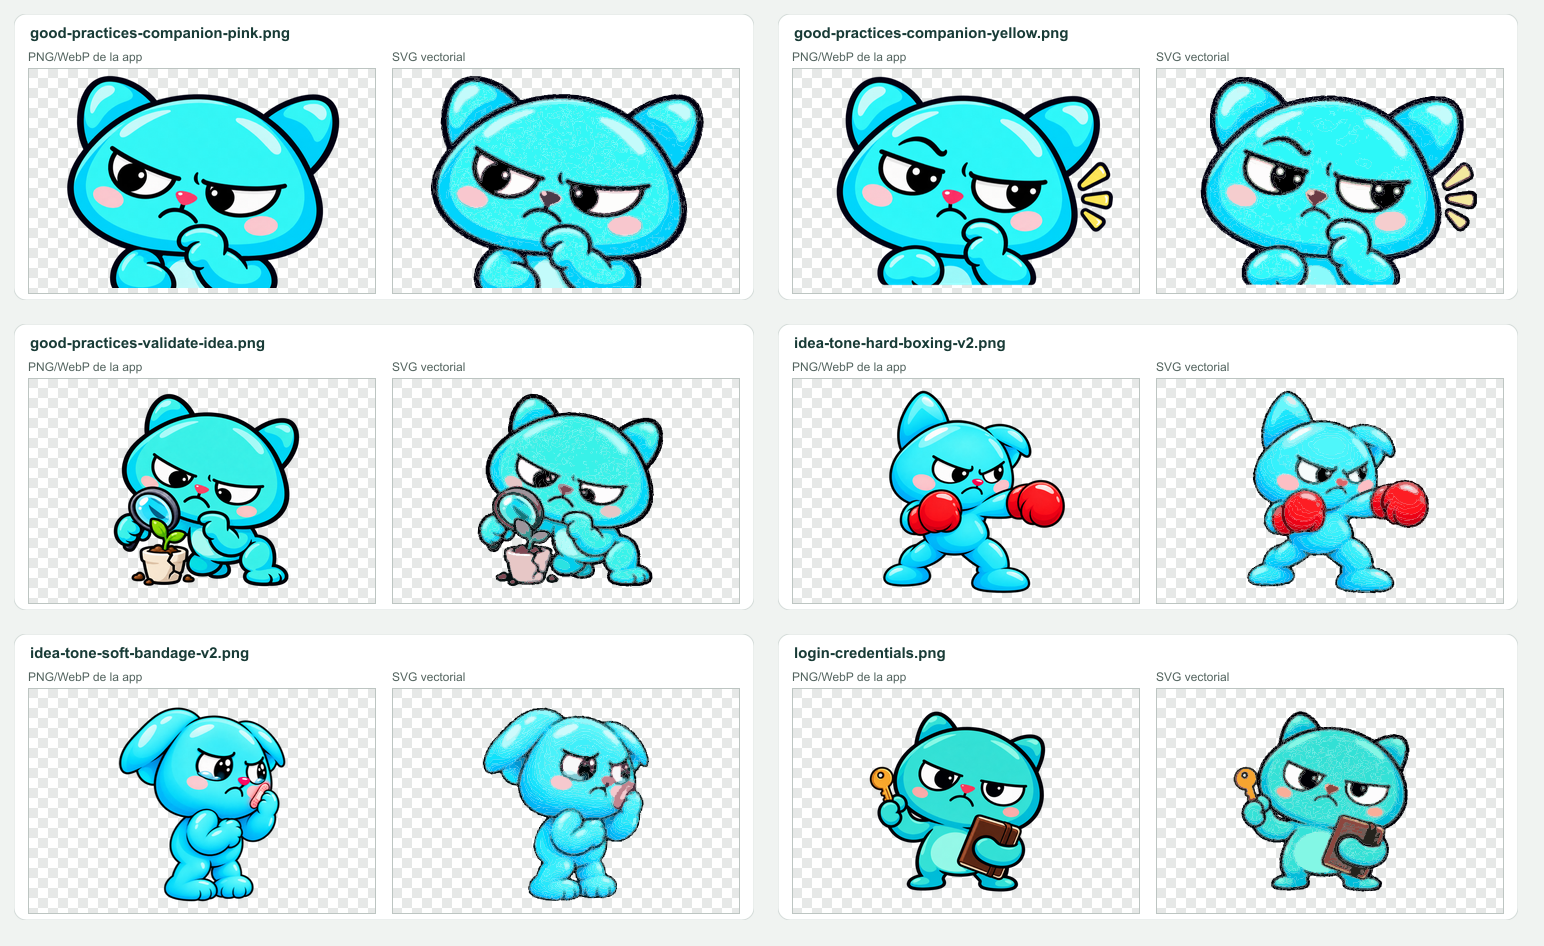 good-practices-companion-pink.png
PNG/WebP de la app
SVG vectorial
good-practices-companion-yellow.png
PNG/WebP de la app
SVG vectorial
good-practices-validate-idea.png
PNG/WebP de la app
SVG vectorial
idea-tone-hard-boxing-v2.png
PNG/WebP de la app
SVG vectorial
idea-tone-soft-bandage-v2.png
PNG/WebP de la app
SVG vectorial
login-credentials.png
PNG/WebP de la app
SVG vectorial